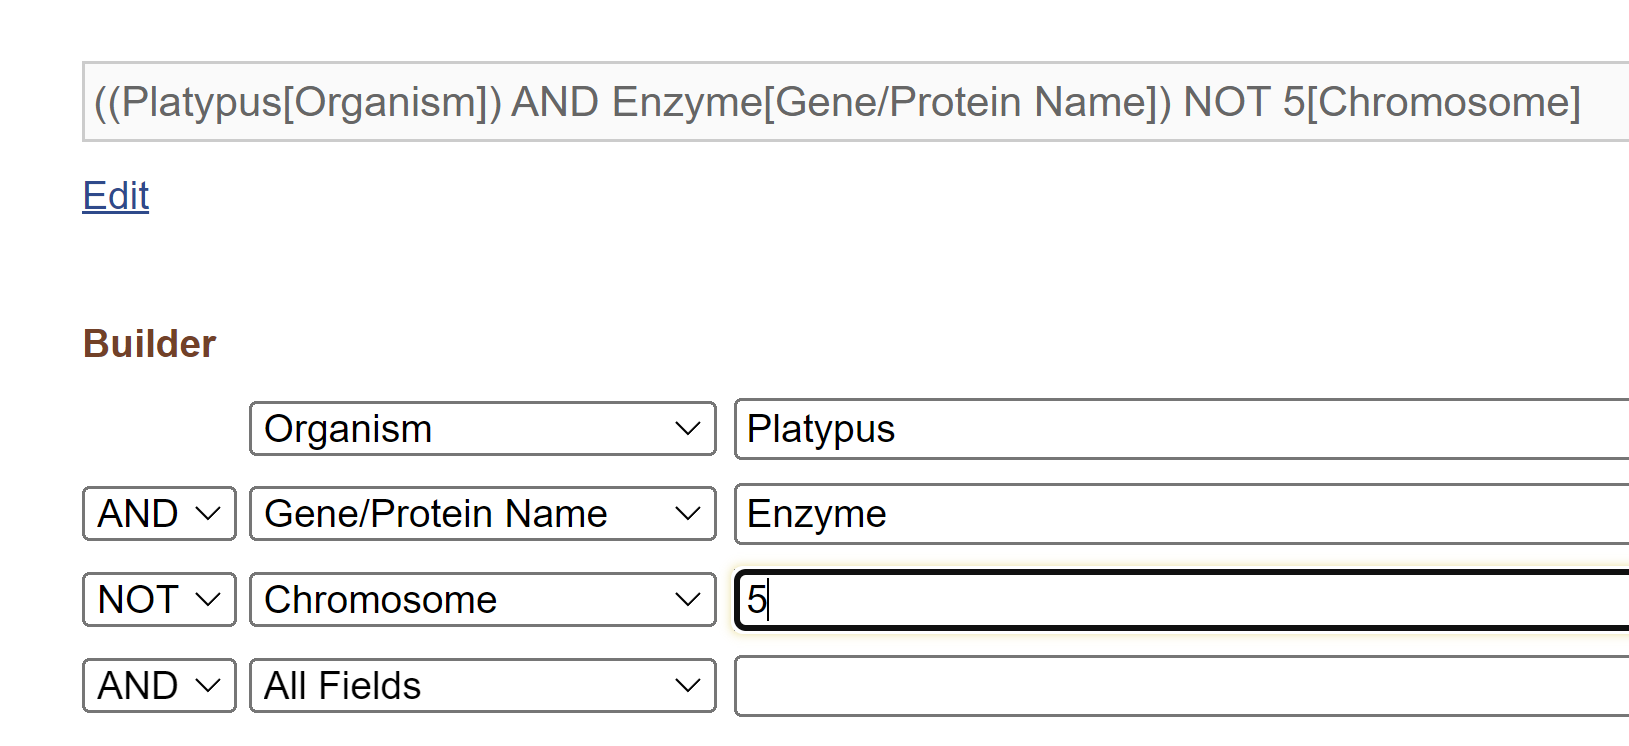 ((Platypus[Organism]) AND Enzyme[Gene/Protein Name]) NOT 5[Chromosome]
Edit
Builder
Organism Platypus
AND Gene/Protein Name Enzyme
NOT Chromosome 5
AND All Fields